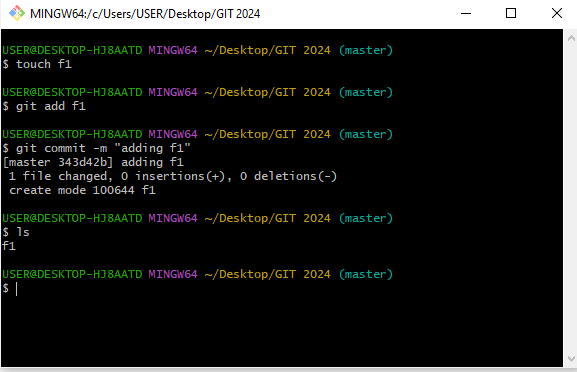 MINGW64:/c/Users/USER/Desktop/GIT 2024
USER@DESKTOP-HJ8AATD MINGW64 ~/Desktop/GIT 2024 (master)
$ touch f1
USER@DESKTOP-HJ8AATD MINGW64 ~/Desktop/GIT 2024 (master)
$ git add f1
USER@DESKTOP-HJ8AATD MINGW64 ~/Desktop/GIT 2024 (master)
$ git commit -m "adding f1"
[master 343d42b] adding f1
 1 file changed, 0 insertions(+), 0 deletions(-)
 create mode 100644 f1
USER@DESKTOP-HJ8AATD MINGW64 ~/Desktop/GIT 2024 (master)
$ ls
f1
USER@DESKTOP-HJ8AATD MINGW64 ~/Desktop/GIT 2024 (master)
$